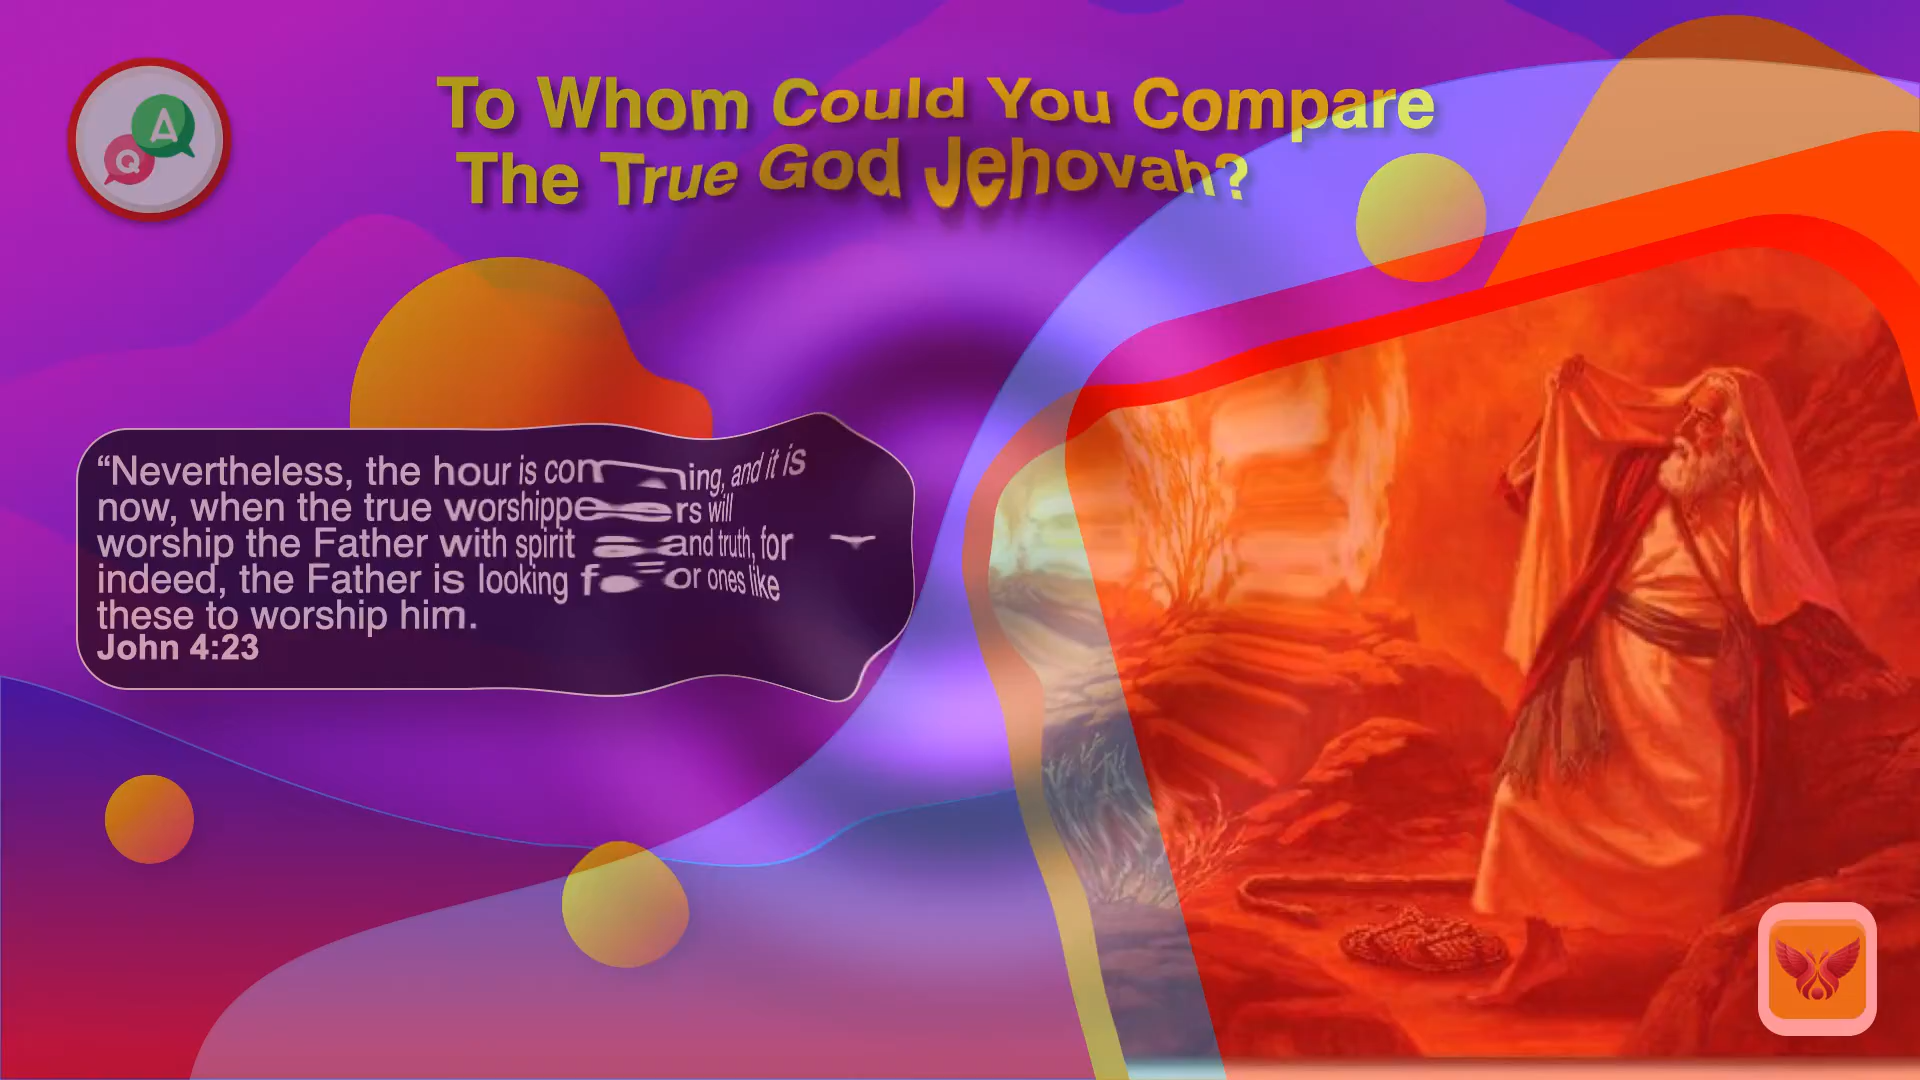 To Whom Could You Compare
The True God Jehovah?
A
Q
“Nevertheless, the hour is coming, and it is
now, when the true worshippers will
worship the Father with spirit and truth, for
indeed, the Father is looking for ones like
these to worship him.
John 4:23